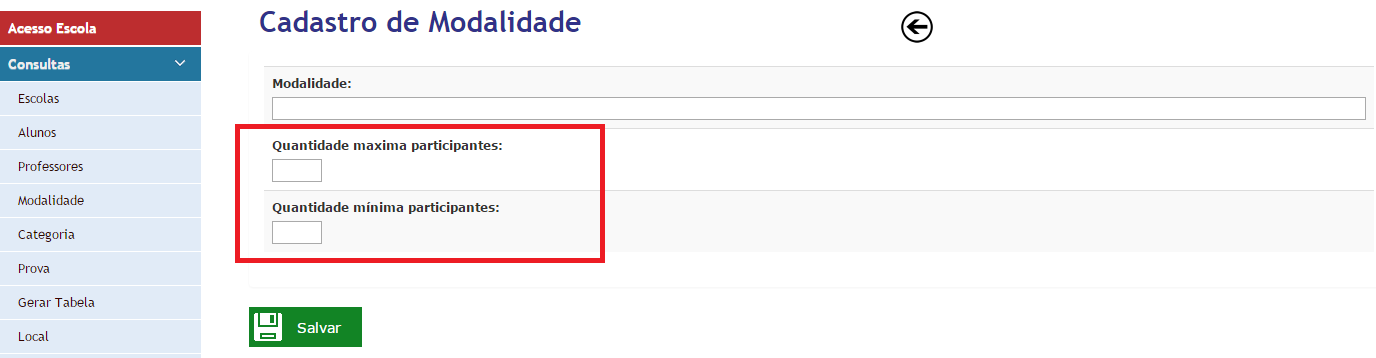 Acesso Escola
Consultas
Escolas
Alunos
Professores
Modalidade
Categoria
Prova
Gerar Tabela
Local
Cadastro de Modalidade
Modalidade:
Quantidade maxima participantes:
Quantidade mínima participantes:
Salvar